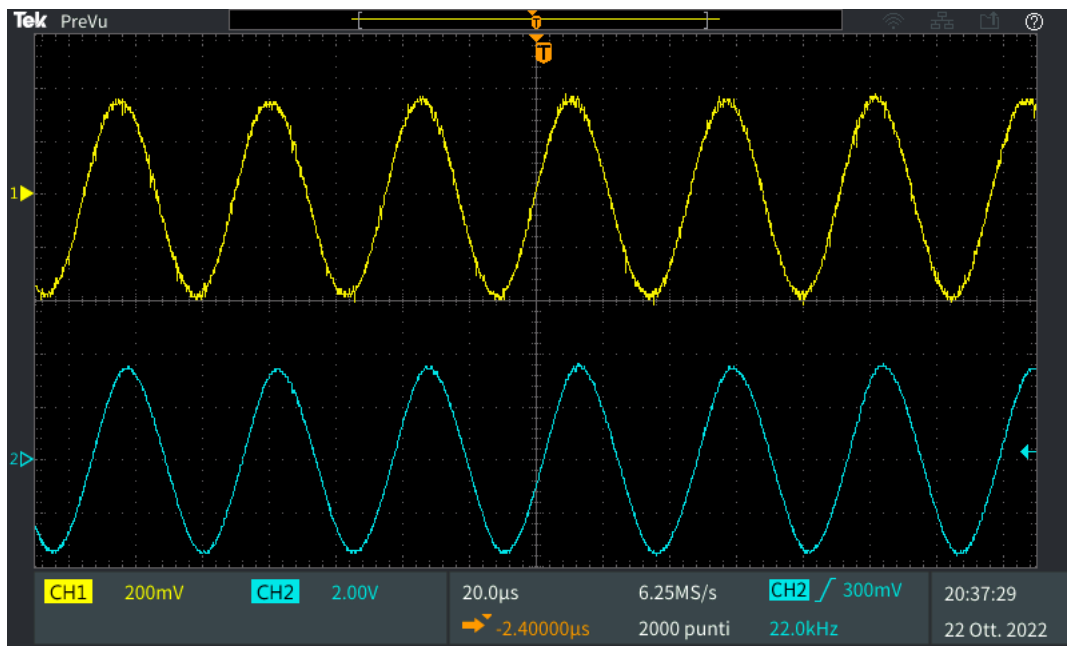 Tek PreVu
T
T
1
2
CH1 200mV CH2 2.00V 20.0µs 6.25MS/s CH2 300mV 20:37:29
-2.40000µs 2000 punti 22.0kHz 22 Ott. 2022